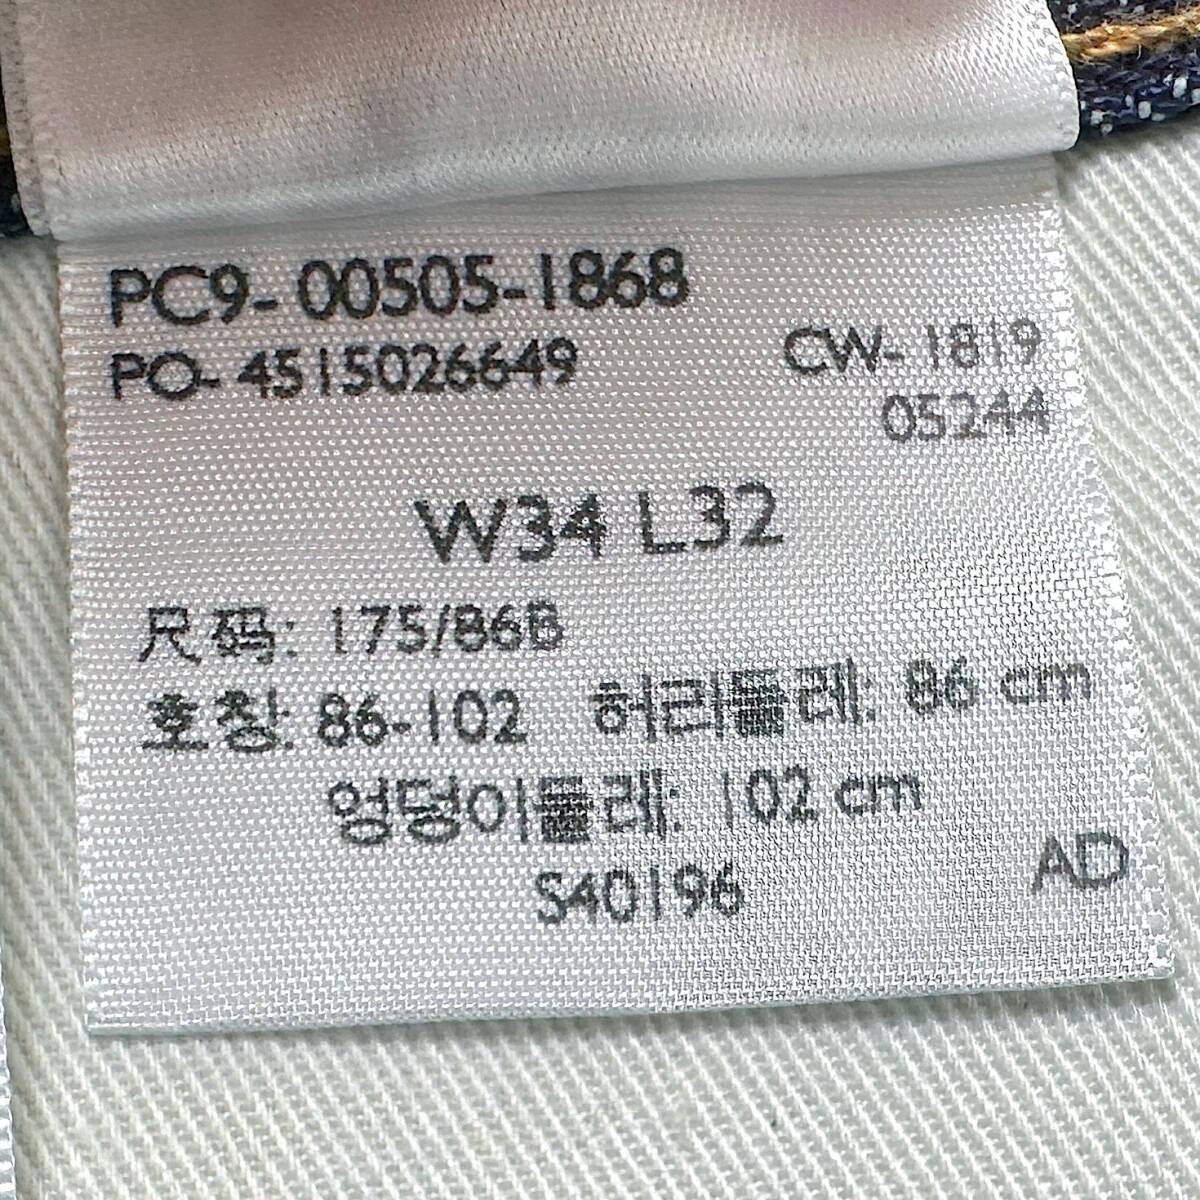 PC9-00505-1868
PO-4515026649 CW-1819
05244
W34 L32
尺码: 175/86B
호칭: 86-102 허리둘레: 86 cm
엉덩이둘레: 102 cm
S40196 AD